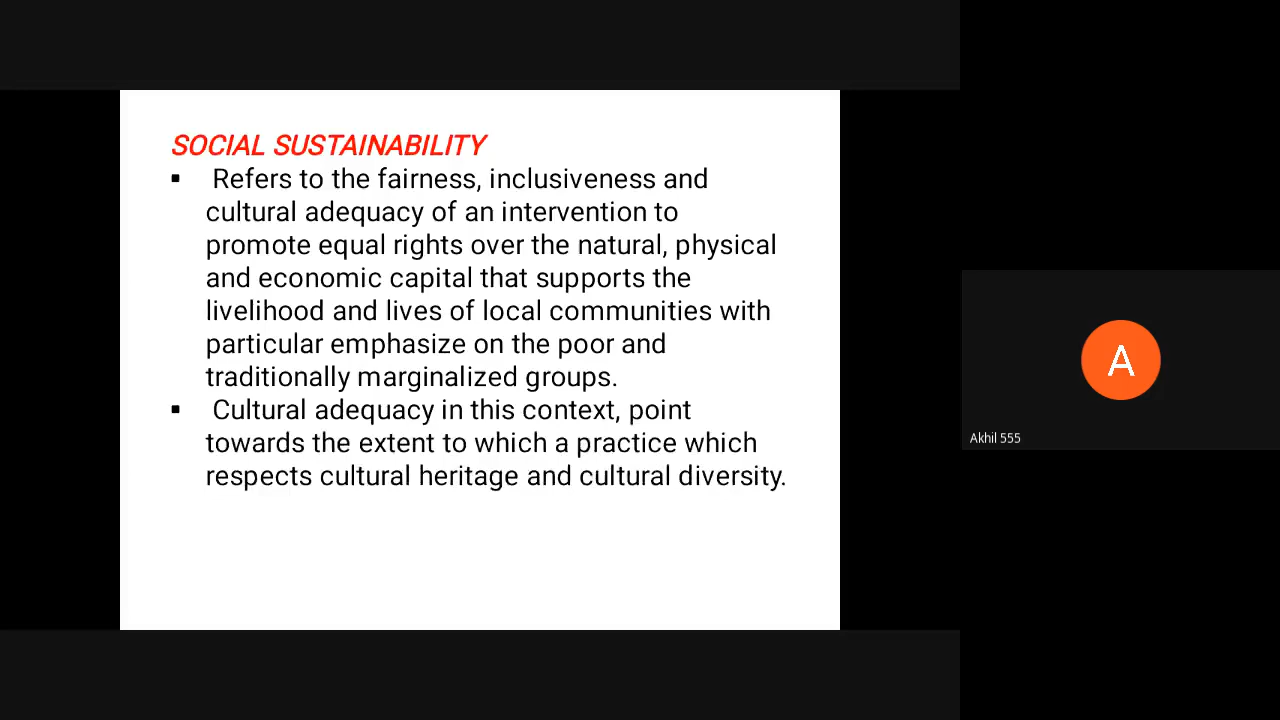 SOCIAL SUSTAINABILITY
▪ Refers to the fairness, inclusiveness and
cultural adequacy of an intervention to
promote equal rights over the natural, physical
and economic capital that supports the
livelihood and lives of local communities with
particular emphasize on the poor and
traditionally marginalized groups.
▪ Cultural adequacy in this context, point
towards the extent to which a practice which
respects cultural heritage and cultural diversity.
A
Akhil 555